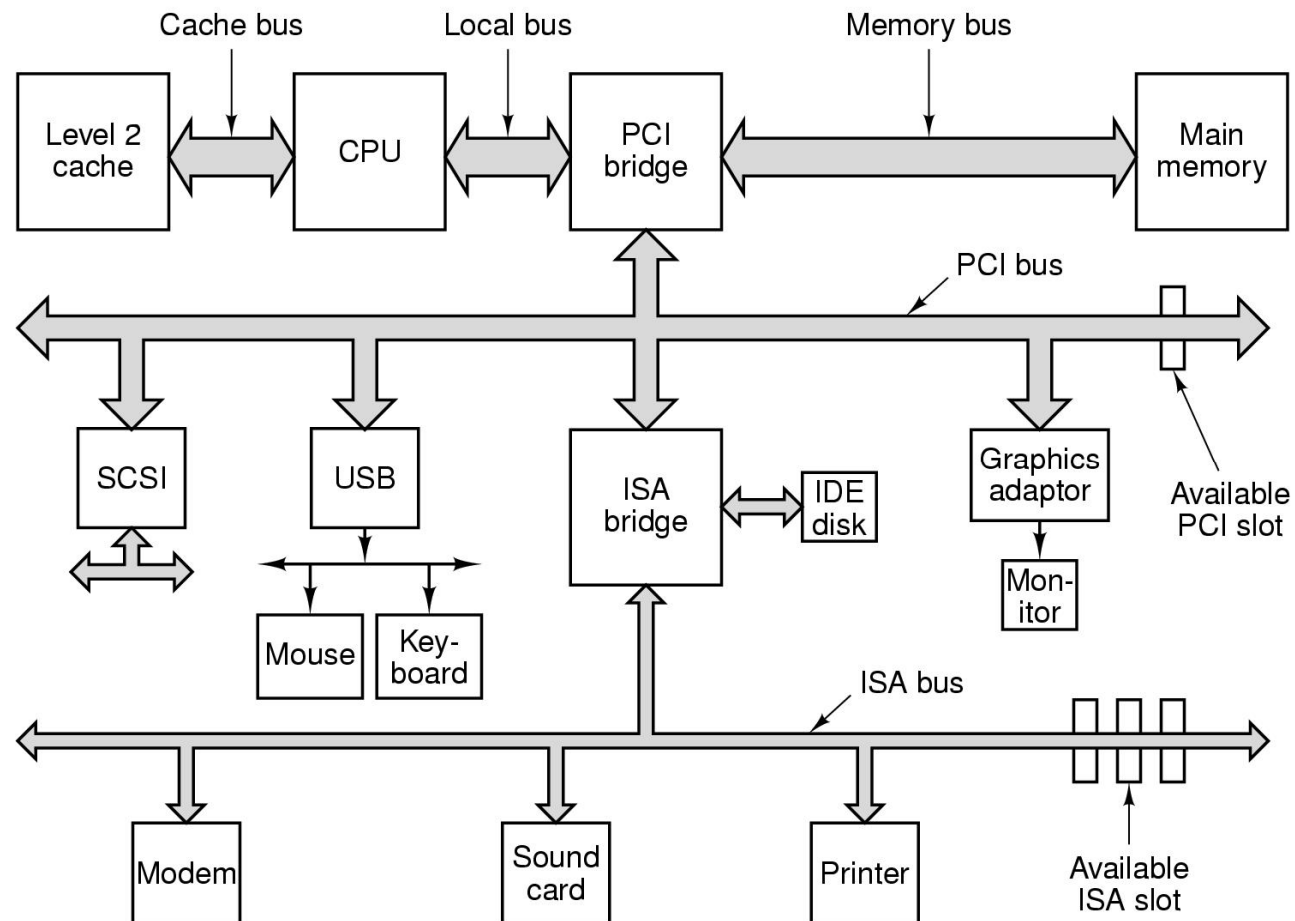 Cache bus
Local bus
Memory bus
Level 2
cache
CPU
PCI
bridge
Main
memory
PCI bus
SCSI
USB
ISA
bridge
IDE
disk
Graphics
adaptor
Available
PCI slot
Mon-
itor
Mouse
Key-
board
ISA bus
Modem
Sound
card
Printer
Available
ISA slot